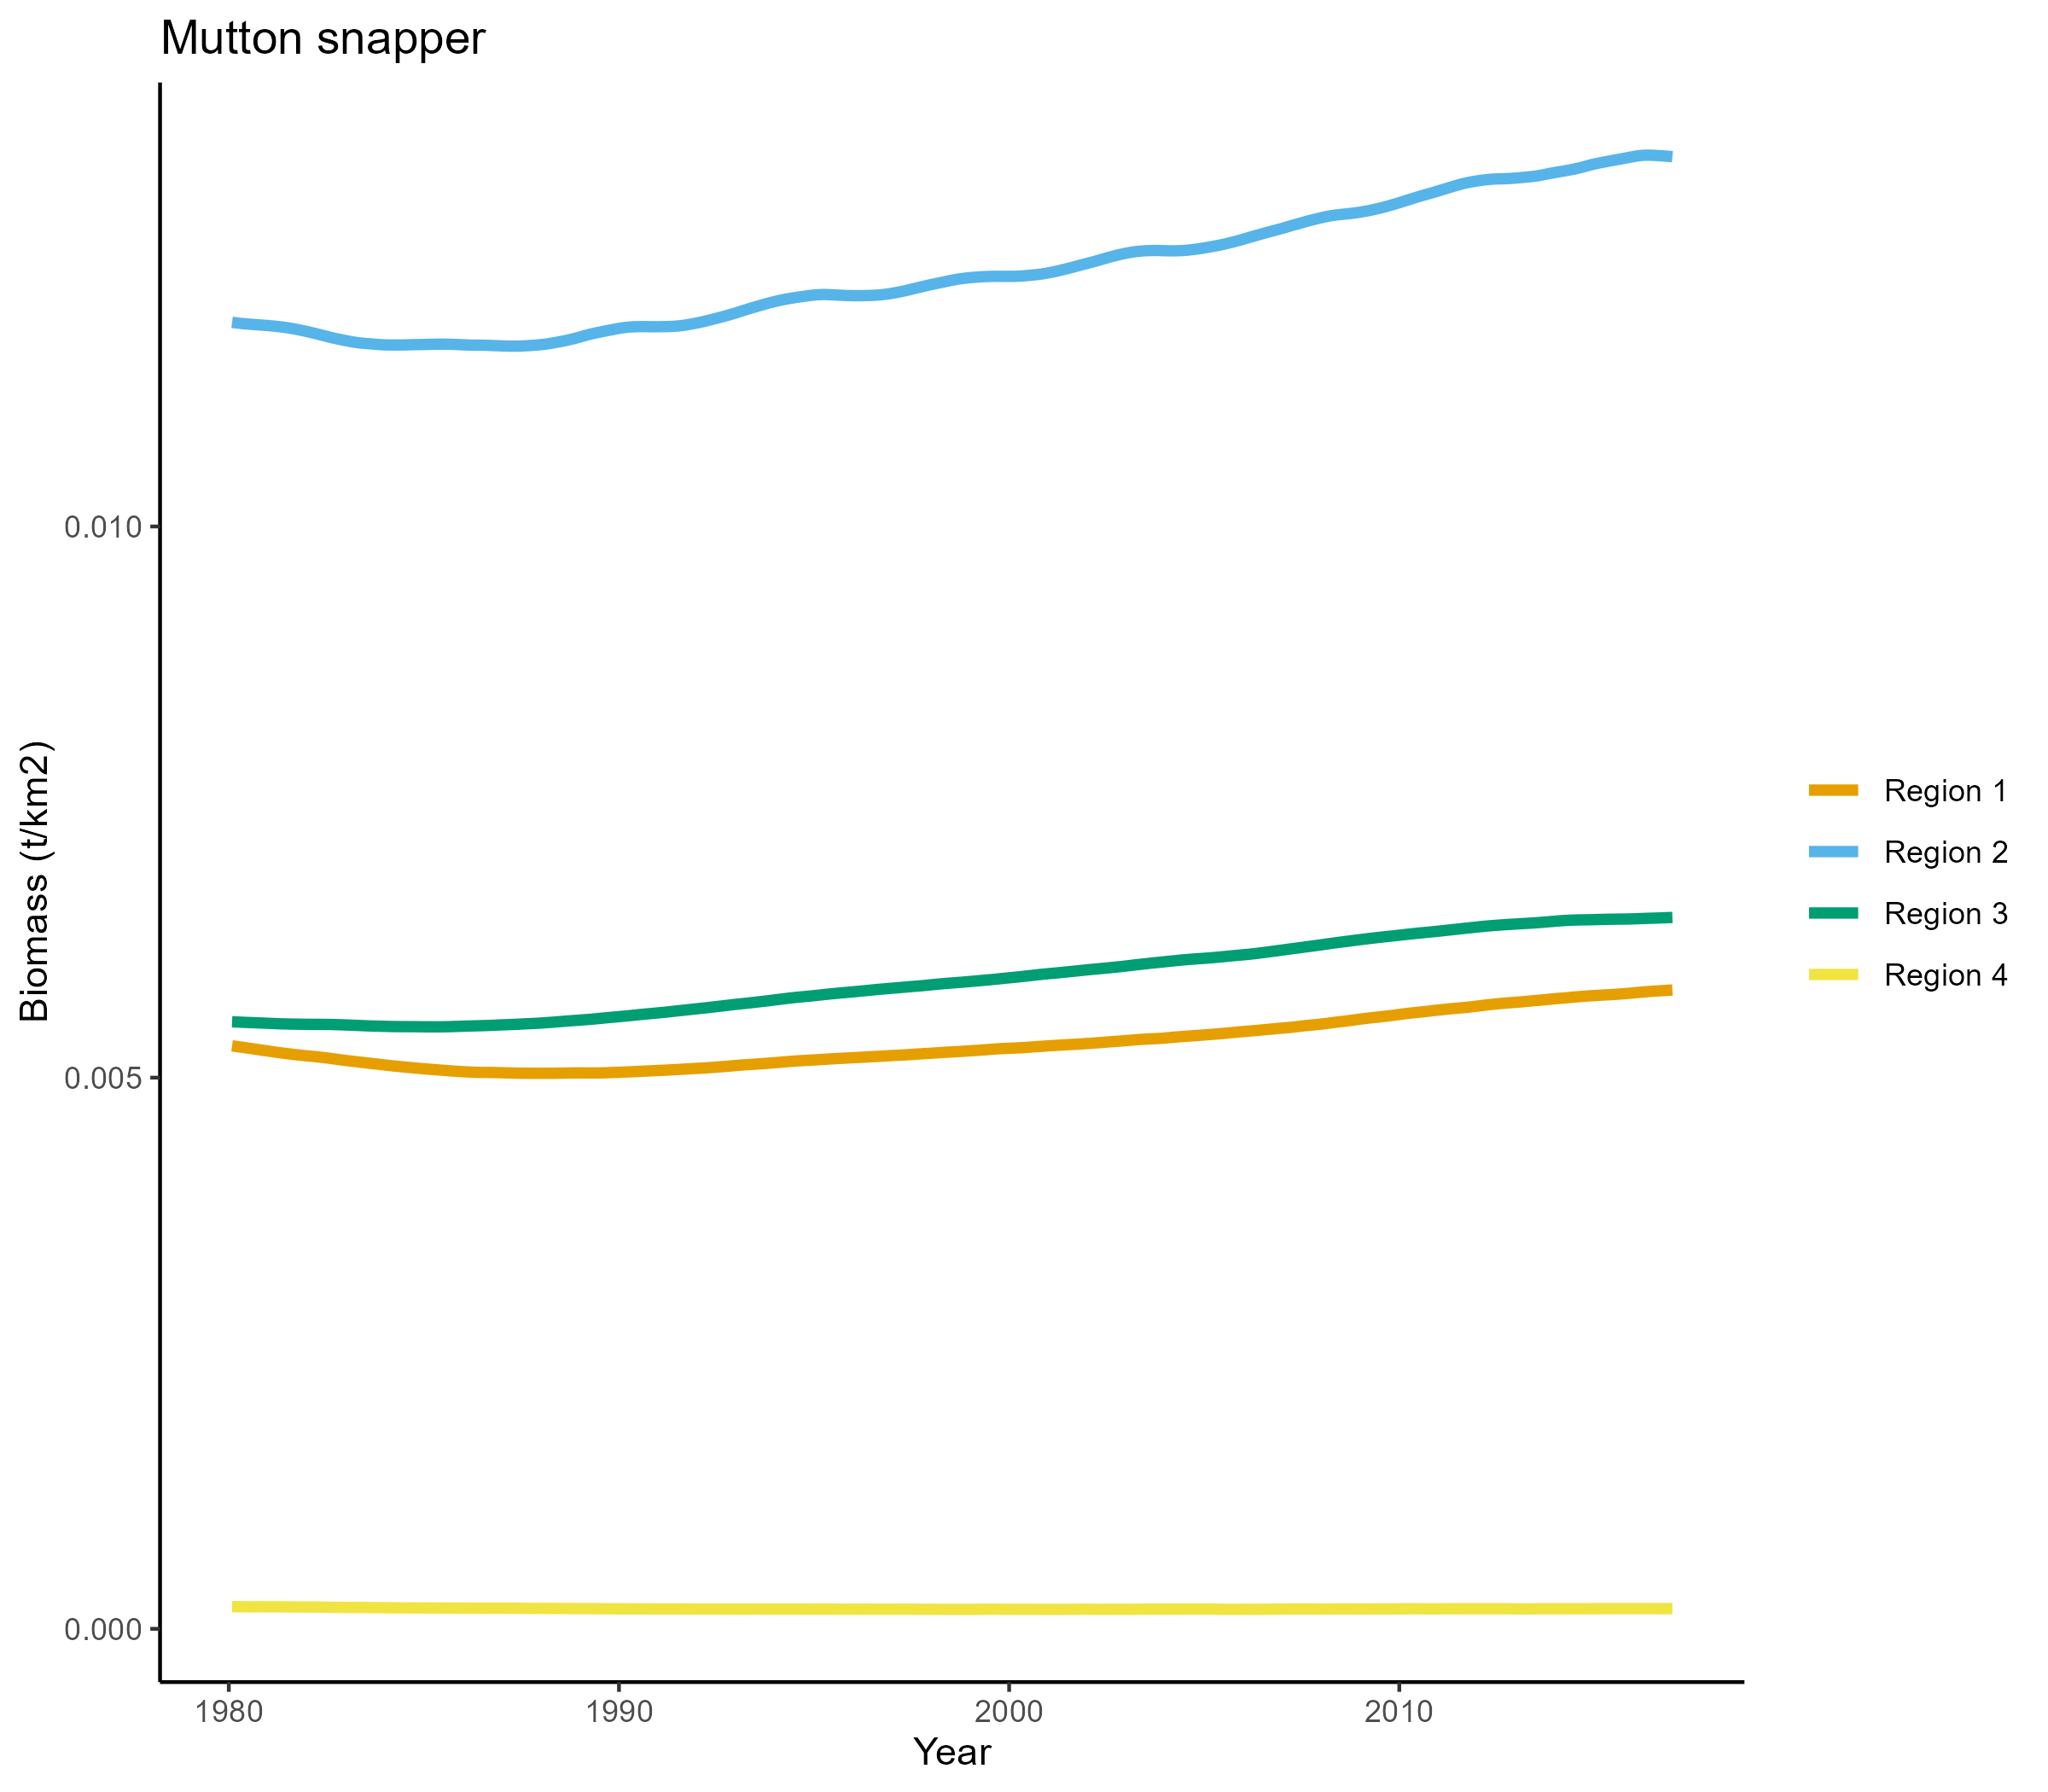 Mutton snapper
Biomass (t/km2)
0.010
0.005
0.000
1980 1990 2000 2010
Year
Region 1
Region 2
Region 3
Region 4